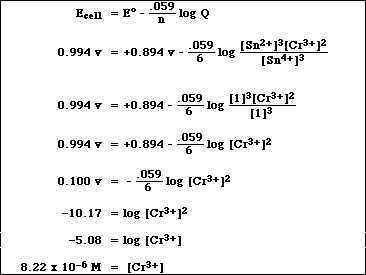 E_cell = E° - .059/n log Q
0.994 v = +0.894 v - .059/6 log [Sn²⁺]³[Cr³⁺]²/[Sn⁴⁺]³
0.994 v = +0.894 - .059/6 log [1]³[Cr³⁺]²/[1]³
0.994 v = +0.894 - .059/6 log [Cr³⁺]²
0.100 v = - .059/6 log [Cr³⁺]²
-10.17 = log [Cr³⁺]²
-5.08 = log [Cr³⁺]
8.22 x 10⁻⁶ M = [Cr³⁺]